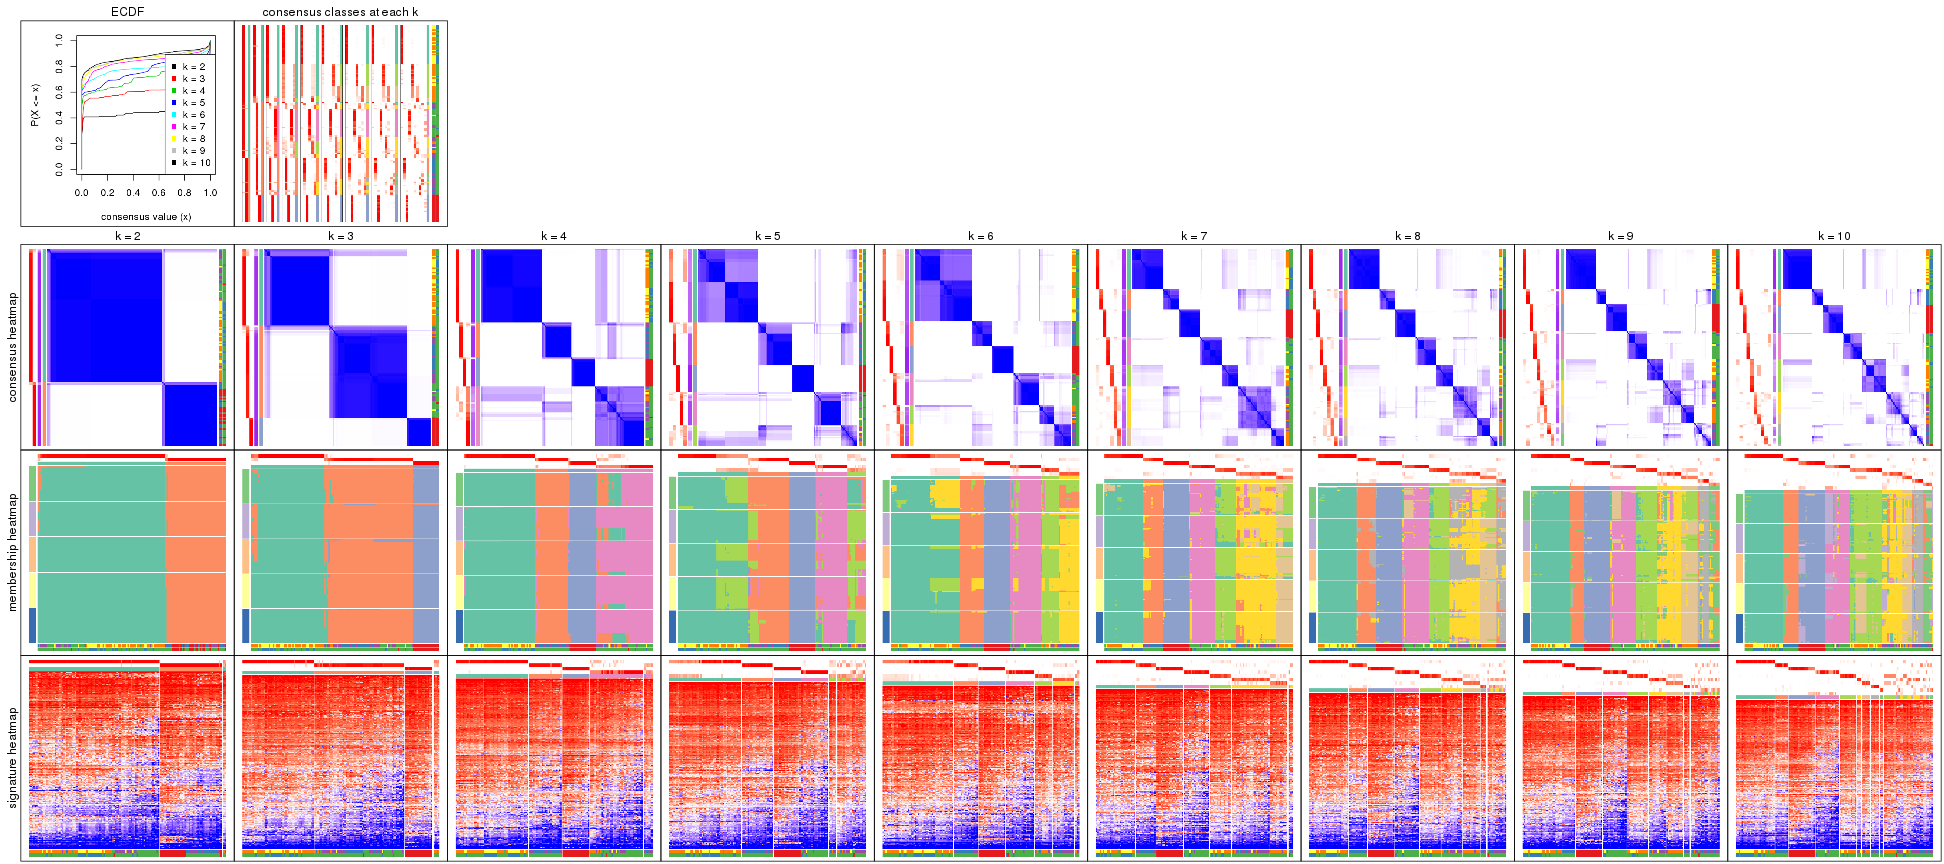 ECDF
consensus classes at each k
P(X <= x)
0.0 0.2 0.4 0.6 0.8 1.0
k = 2
k = 3
k = 4
k = 5
k = 6
k = 7
k = 8
k = 9
k = 10
0.0 0.2 0.4 0.6 0.8 1.0
consensus value (x)
k = 2 k = 3 k = 4 k = 5 k = 6 k = 7 k = 8 k = 9 k = 10
consensus heatmap
membership heatmap
signature heatmap